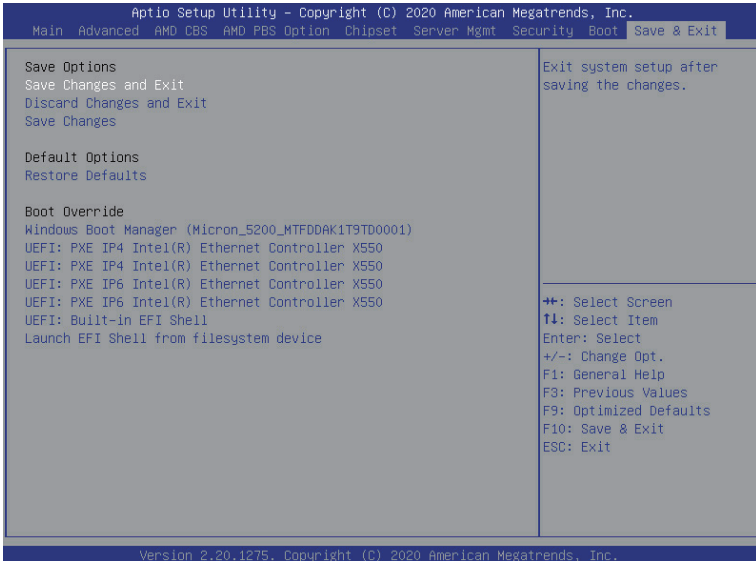 Aptio Setup Utility – Copyright (C) 2020 American Megatrends, Inc.
Main Advanced AMD CBS AMD PBS Option Chipset Server Mgmt Security Boot Save & Exit
Save Options
Save Changes and Exit
Discard Changes and Exit
Save Changes
Default Options
Restore Defaults
Boot Override
Windows Boot Manager (Micron_5200_MTFDDAK1T9TD0001)
UEFI: PXE IP4 Intel(R) Ethernet Controller X550
UEFI: PXE IP4 Intel(R) Ethernet Controller X550
UEFI: PXE IP6 Intel(R) Ethernet Controller X550
UEFI: PXE IP6 Intel(R) Ethernet Controller X550
UEFI: Built-in EFI Shell
Launch EFI Shell from filesystem device
Exit system setup after
saving the changes.
→←: Select Screen
↑↓: Select Item
Enter: Select
+/-: Change Opt.
F1: General Help
F3: Previous Values
F9: Optimized Defaults
F10: Save & Exit
ESC: Exit
Version 2.20.1275. Copyright (C) 2020 American Megatrends, Inc.